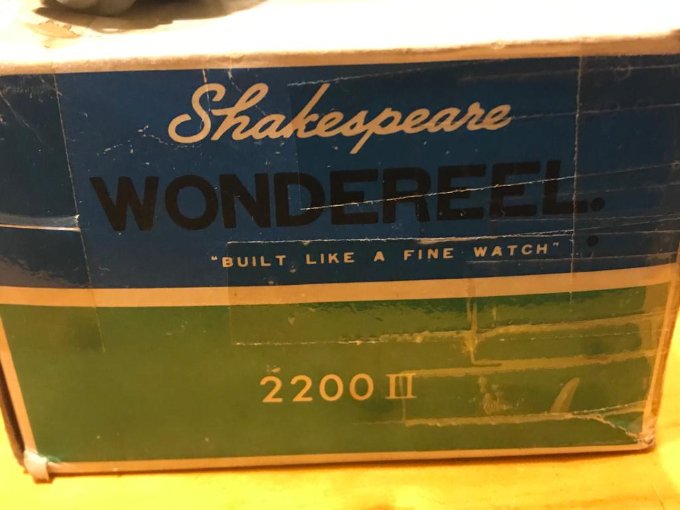 Shakespeare
WONDEREEL.
"BUILT LIKE A FINE WATCH"
2200 II